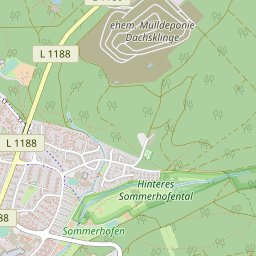 ehem. Mülldeponie
Dachsklinge
L 1188
L 1188
Hinteres
Sommerhofental
Sommerhofen